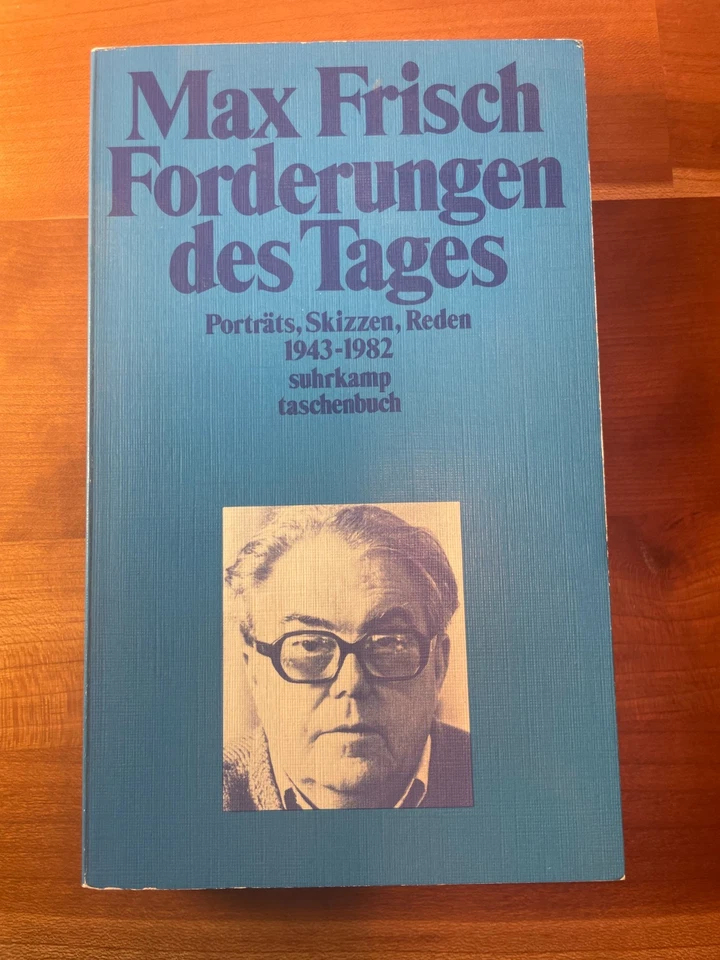 Max Frisch
Forderungen
des Tages
Porträts, Skizzen, Reden
1943-1982
suhrkamp
taschenbuch